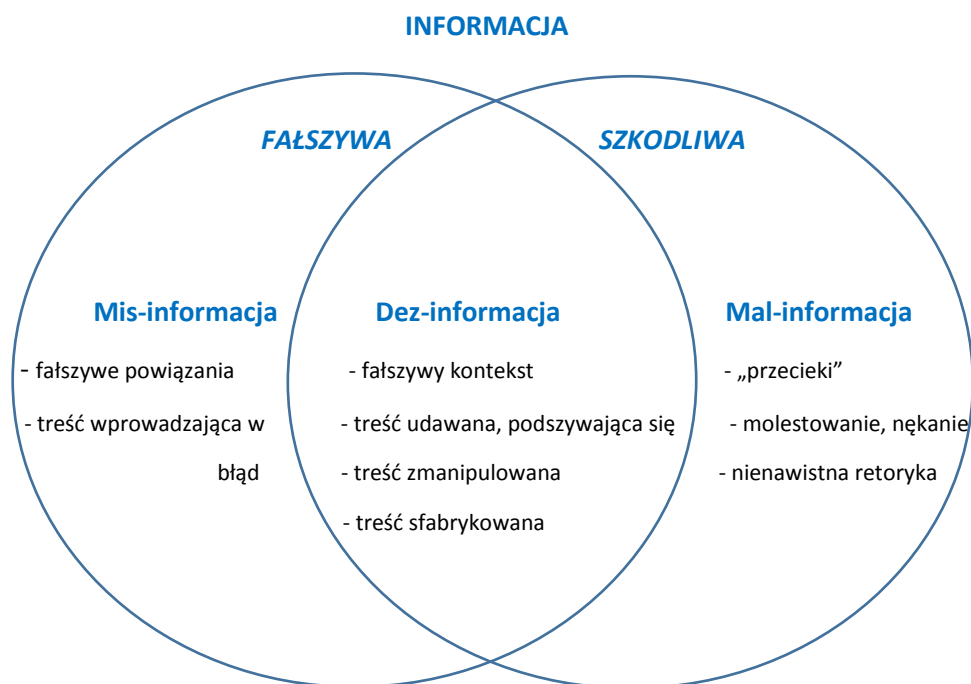 INFORMACJA
FAŁSZYWA
SZKODLIWA
Mis-informacja
- fałszywe powiązania
- treść wprowadzająca w
błąd
Dez-informacja
- fałszywy kontekst
- treść udawana, podszywająca się
- treść zmanipulowana
- treść sfabrykowana
Mal-informacja
- „przecieki”
- molestowanie, nękanie
- nienawistna retoryka